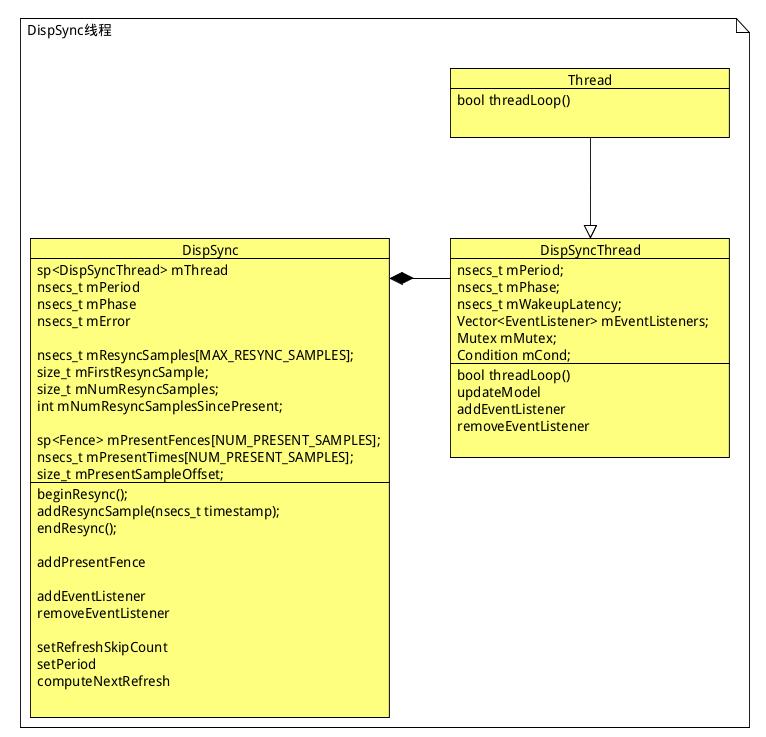 DispSync线程
Thread
bool threadLoop()
DispSync
sp<DispSyncThread> mThread
nsecs_t mPeriod
nsecs_t mPhase
nsecs_t mError
nsecs_t mResyncSamples[MAX_RESYNC_SAMPLES];
size_t mFirstResyncSample;
size_t mNumResyncSamples;
int mNumResyncSamplesSincePresent;
sp<Fence> mPresentFences[NUM_PRESENT_SAMPLES];
nsecs_t mPresentTimes[NUM_PRESENT_SAMPLES];
size_t mPresentSampleOffset;
beginResync();
addResyncSample(nsecs_t timestamp);
endResync();
addPresentFence
addEventListener
removeEventListener
setRefreshSkipCount
setPeriod
computeNextRefresh
DispSyncThread
nsecs_t mPeriod;
nsecs_t mPhase;
nsecs_t mWakeupLatency;
Vector<EventListener> mEventListeners;
Mutex mMutex;
Condition mCond;
bool threadLoop()
updateModel
addEventListener
removeEventListener